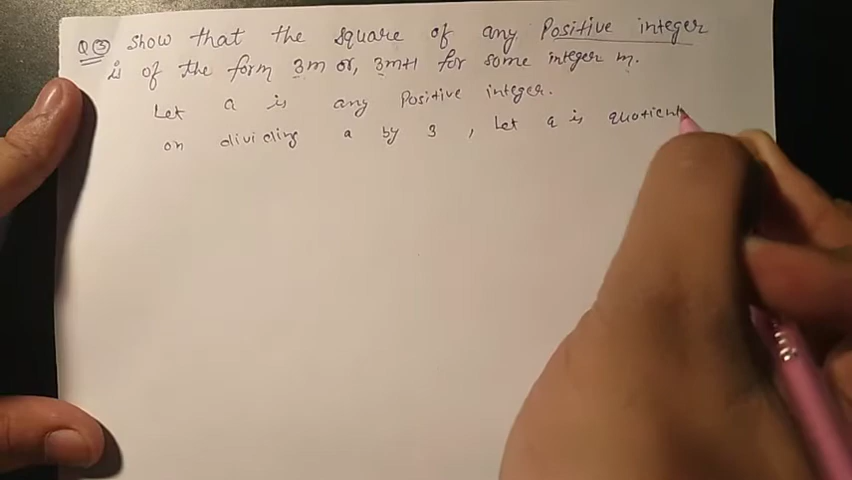 Q③ Show that the square of any Positive integer
is of the form 3m or, 3m+1 for some integer m.
Let a is any Positive integer.
on dividing a by 3, Let q is quotient